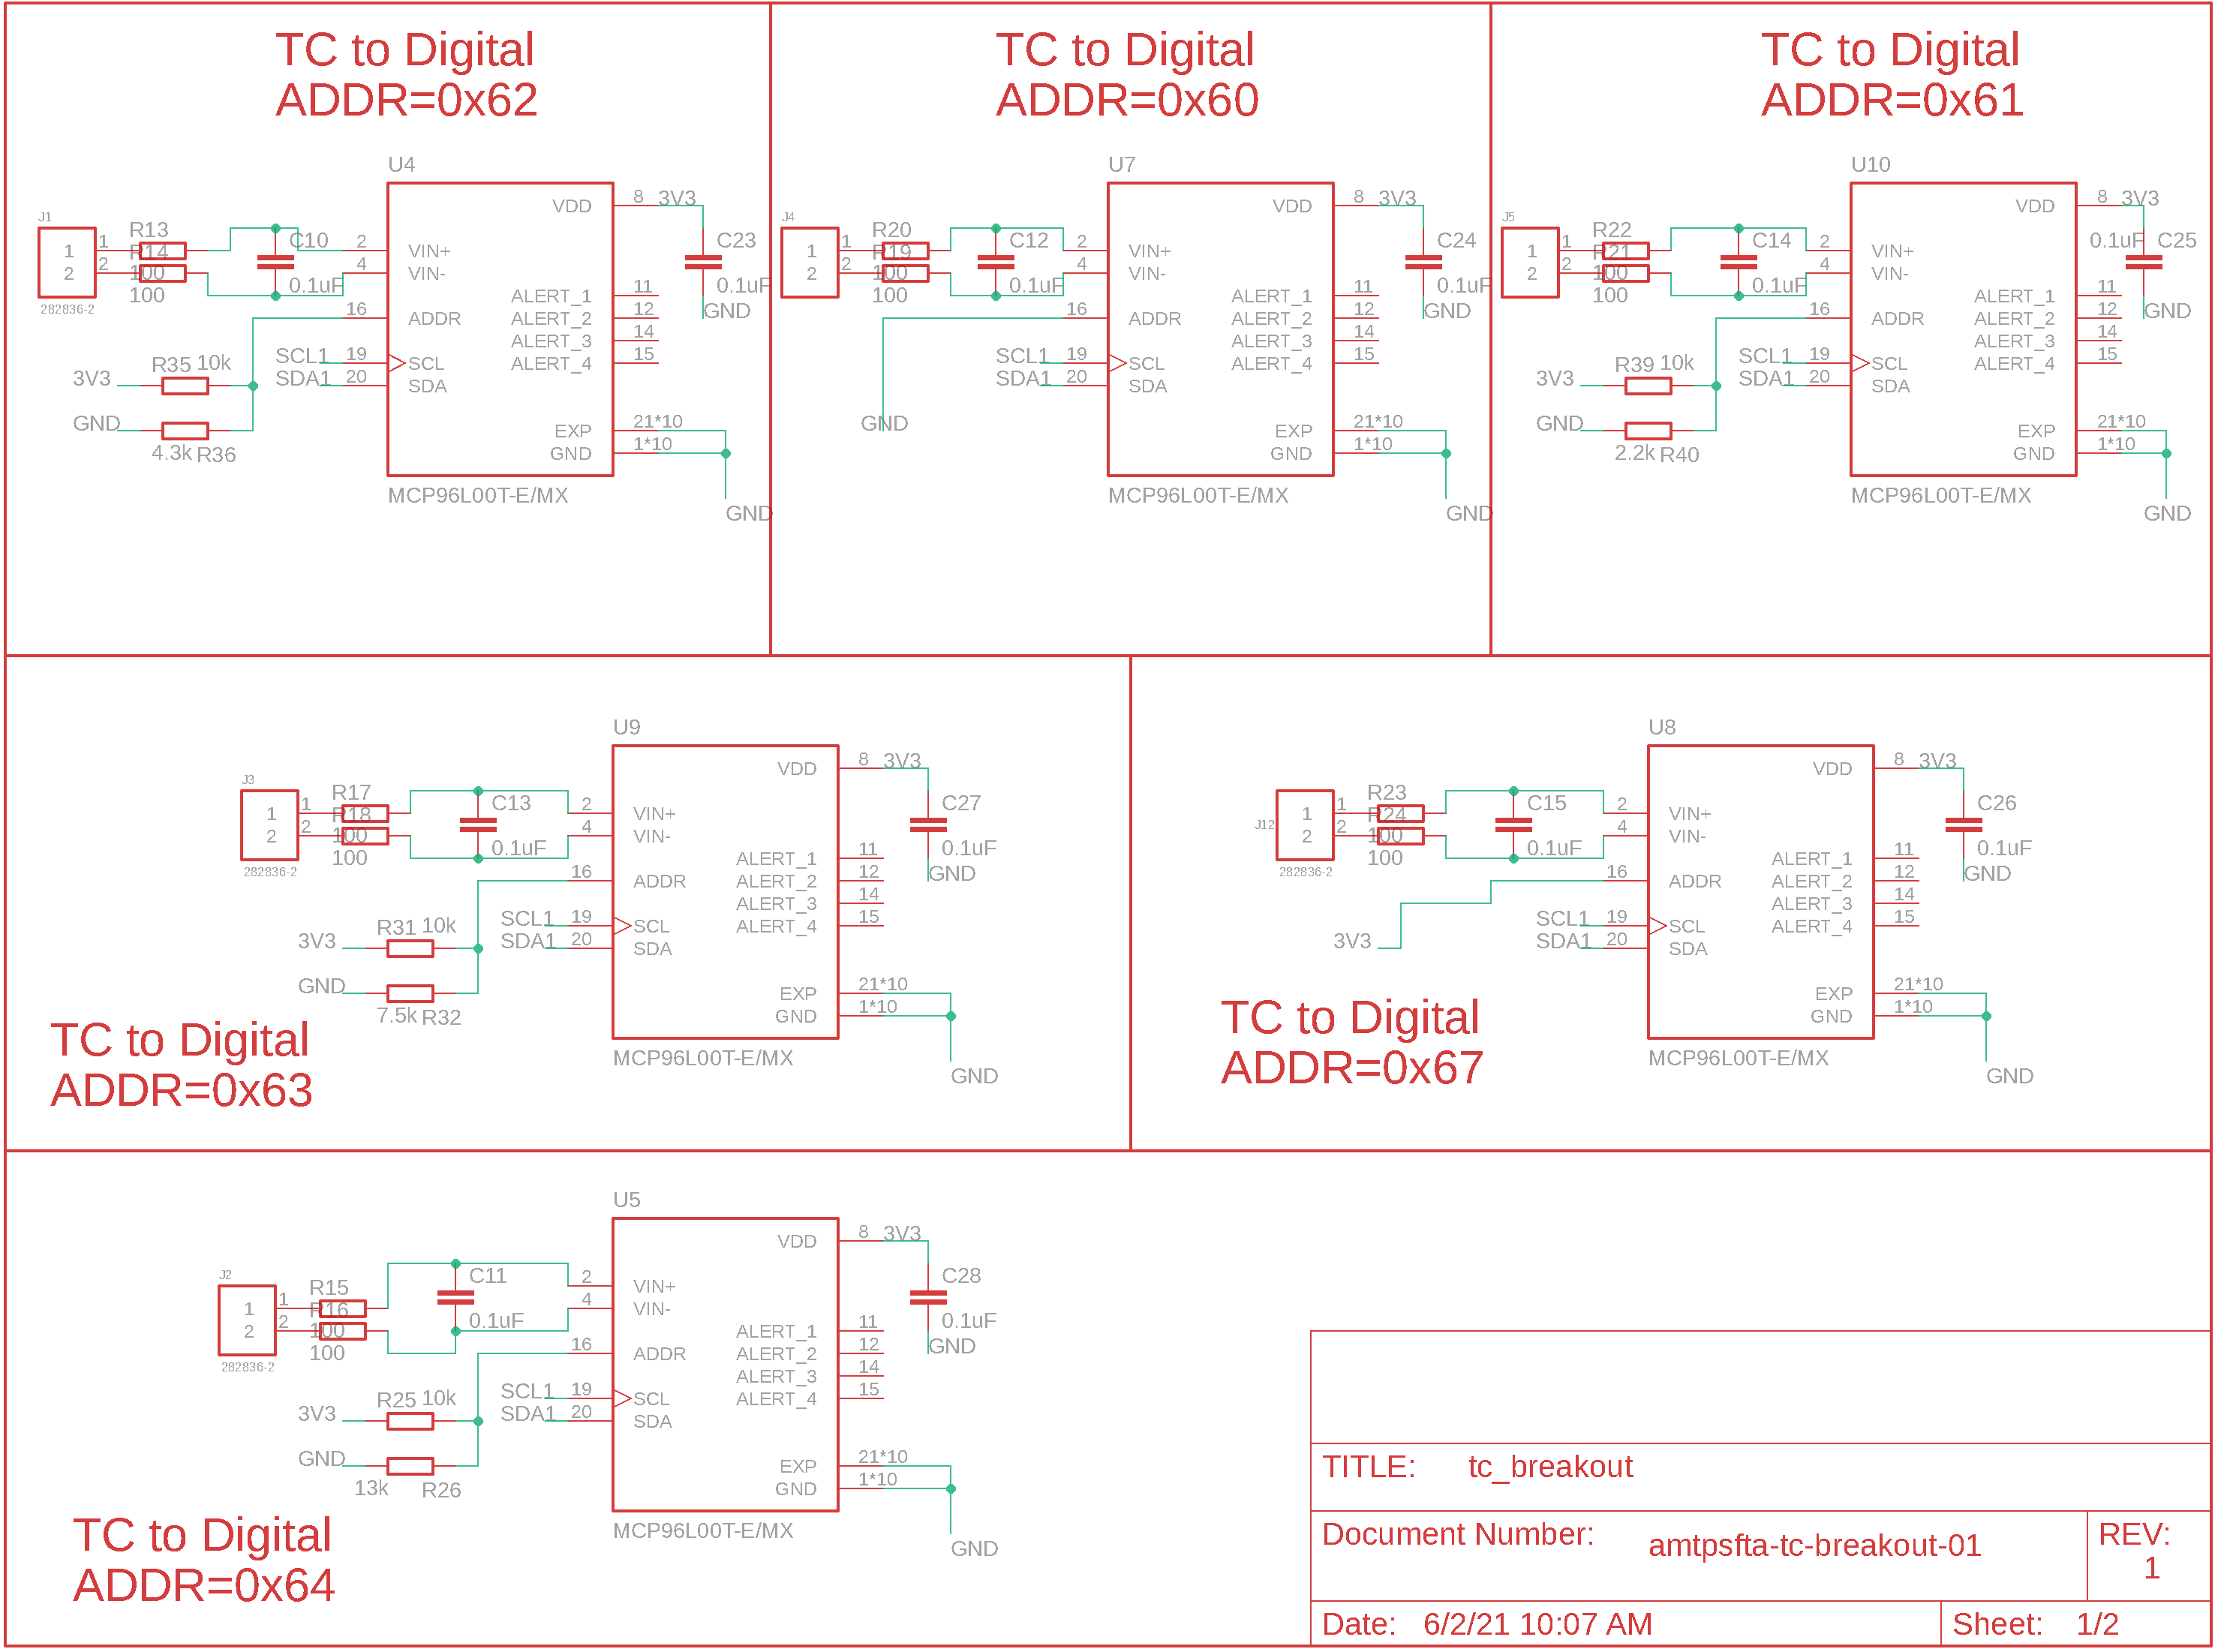 TC to Digital
ADDR=0x62
U4
J1
1
2
282836-2
1
2
R13
R14
100
100
C10
0.1uF
2
4
16
19
20
SCL1
SDA1
R35 10k
3V3
GND
4.3k R36
VIN+
VIN-
ADDR
SCL
SDA
VDD
ALERT_1
ALERT_2
ALERT_3
ALERT_4
EXP
GND
8 3V3
11
12
14
15
21*10
1*10
C23
0.1uF
GND
GND
MCP96L00T-E/MX
TC to Digital
ADDR=0x60
U7
J4
1
2
1
2
R20
R19
100
100
C12
0.1uF
2
4
16
19
20
SCL1
SDA1
GND
VIN+
VIN-
ADDR
SCL
SDA
VDD
ALERT_1
ALERT_2
ALERT_3
ALERT_4
EXP
GND
8 3V3
11
12
14
15
21*10
1*10
C24
0.1uF
GND
GND
MCP96L00T-E/MX
TC to Digital
ADDR=0x61
U10
J5
1
2
1
2
R22
R21
100
100
C14
0.1uF
2
4
16
19
20
SCL1
SDA1
R39 10k
3V3
GND
2.2k R40
VIN+
VIN-
ADDR
SCL
SDA
VDD
ALERT_1
ALERT_2
ALERT_3
ALERT_4
EXP
GND
8 3V3
11
12
14
15
21*10
1*10
0.1uF C25
GND
GND
MCP96L00T-E/MX
U9
J3
1
2
282836-2
1
2
R17
R18
100
100
C13
0.1uF
2
4
16
19
20
SCL1
SDA1
R31 10k
3V3
GND
7.5k R32
VIN+
VIN-
ADDR
SCL
SDA
VDD
ALERT_1
ALERT_2
ALERT_3
ALERT_4
EXP
GND
8 3V3
11
12
14
15
21*10
1*10
C27
0.1uF
GND
GND
MCP96L00T-E/MX
TC to Digital
ADDR=0x63
U8
J12
1
2
282836-2
1
2
R23
R24
100
100
C15
0.1uF
2
4
16
19
20
SCL1
SDA1
3V3
VIN+
VIN-
ADDR
SCL
SDA
VDD
ALERT_1
ALERT_2
ALERT_3
ALERT_4
EXP
GND
8 3V3
11
12
14
15
21*10
1*10
C26
0.1uF
GND
GND
MCP96L00T-E/MX
TC to Digital
ADDR=0x67
U5
J2
1
2
282836-2
1
2
R15
R16
100
100
C11
0.1uF
2
4
16
19
20
SCL1
SDA1
R25 10k
3V3
GND
13k R26
VIN+
VIN-
ADDR
SCL
SDA
VDD
ALERT_1
ALERT_2
ALERT_3
ALERT_4
EXP
GND
8 3V3
11
12
14
15
21*10
1*10
C28
0.1uF
GND
GND
MCP96L00T-E/MX
TC to Digital
ADDR=0x64
TITLE: tc_breakout
Document Number: amtpsfta-tc-breakout-01
REV:
1
Date: 6/2/21 10:07 AM
Sheet: 1/2